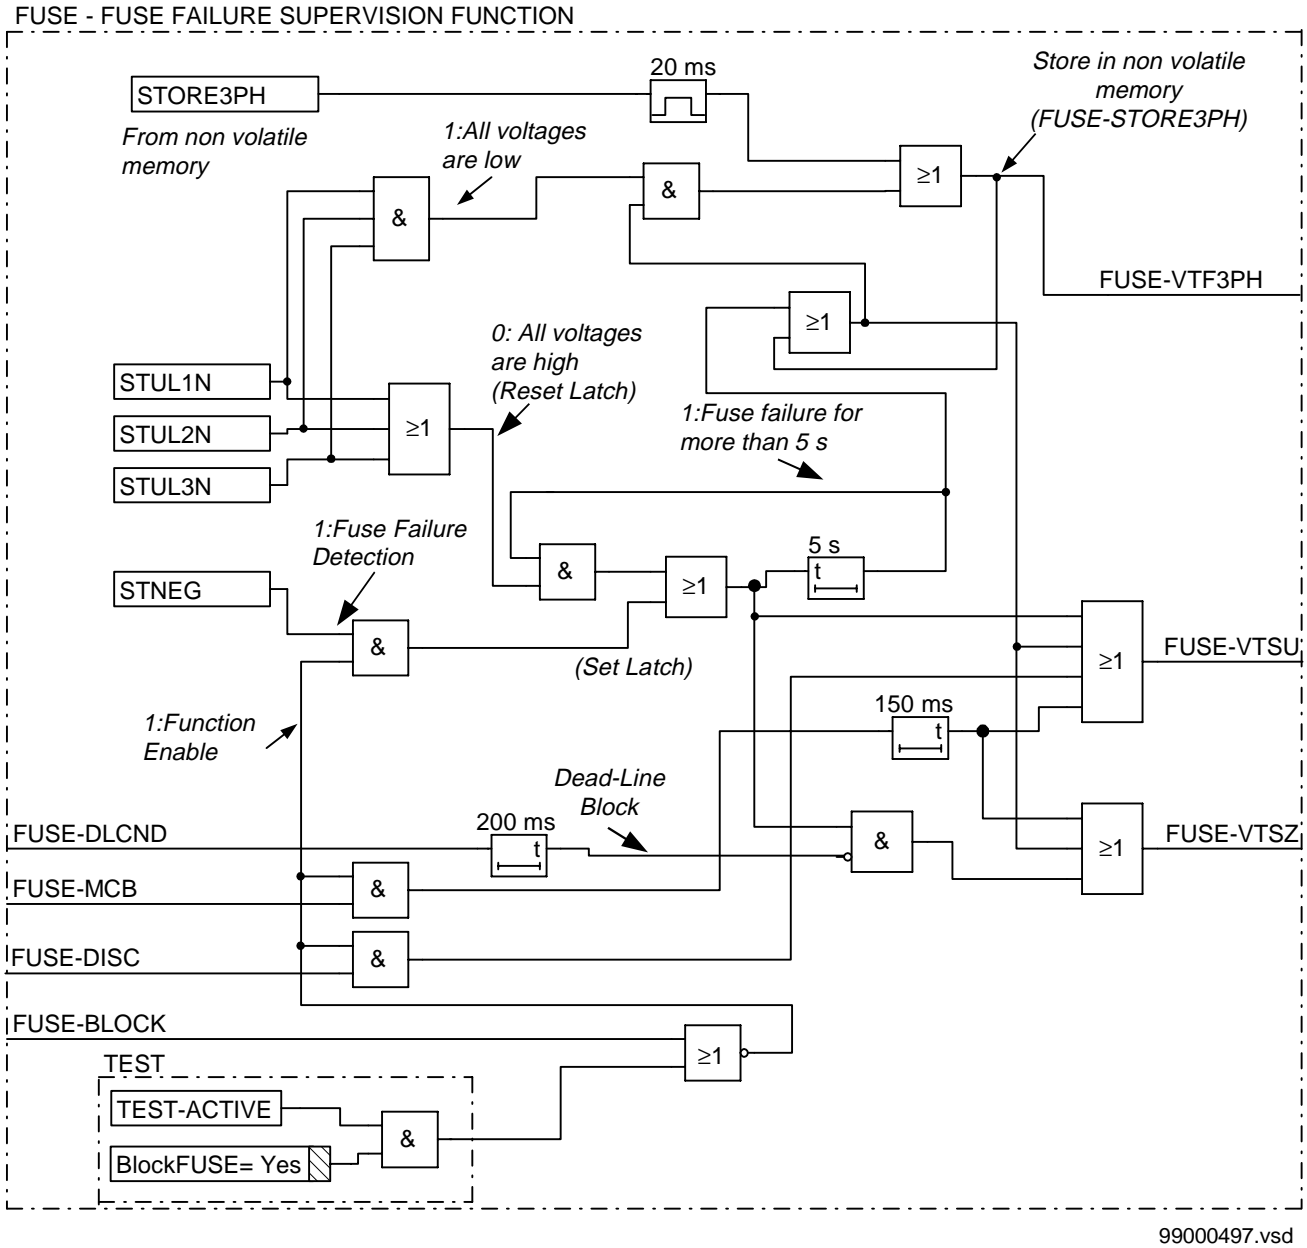 FUSE - FUSE FAILURE SUPERVISION FUNCTION
20 ms
STORE3PH
From non volatile
memory
1:All voltages
are low
Store in non volatile
memory
(FUSE-STORE3PH)
&
&
≥1
FUSE-VTF3PH
≥1
0: All voltages
are high
(Reset Latch)
STUL1N
STUL2N
STUL3N
≥1
1:Fuse failure for
more than 5 s
1:Fuse Failure
Detection
STNEG
&
&
≥1
5 s
t
(Set Latch)
≥1
FUSE-VTSU
1:Function
Enable
150 ms
t
Dead-Line
Block
FUSE-DLCND
200 ms
t
&
≥1
FUSE-VTSZ
FUSE-MCB
&
FUSE-DISC
&
FUSE-BLOCK
≥1
TEST
TEST-ACTIVE
&
BlockFUSE= Yes
99000497.vsd